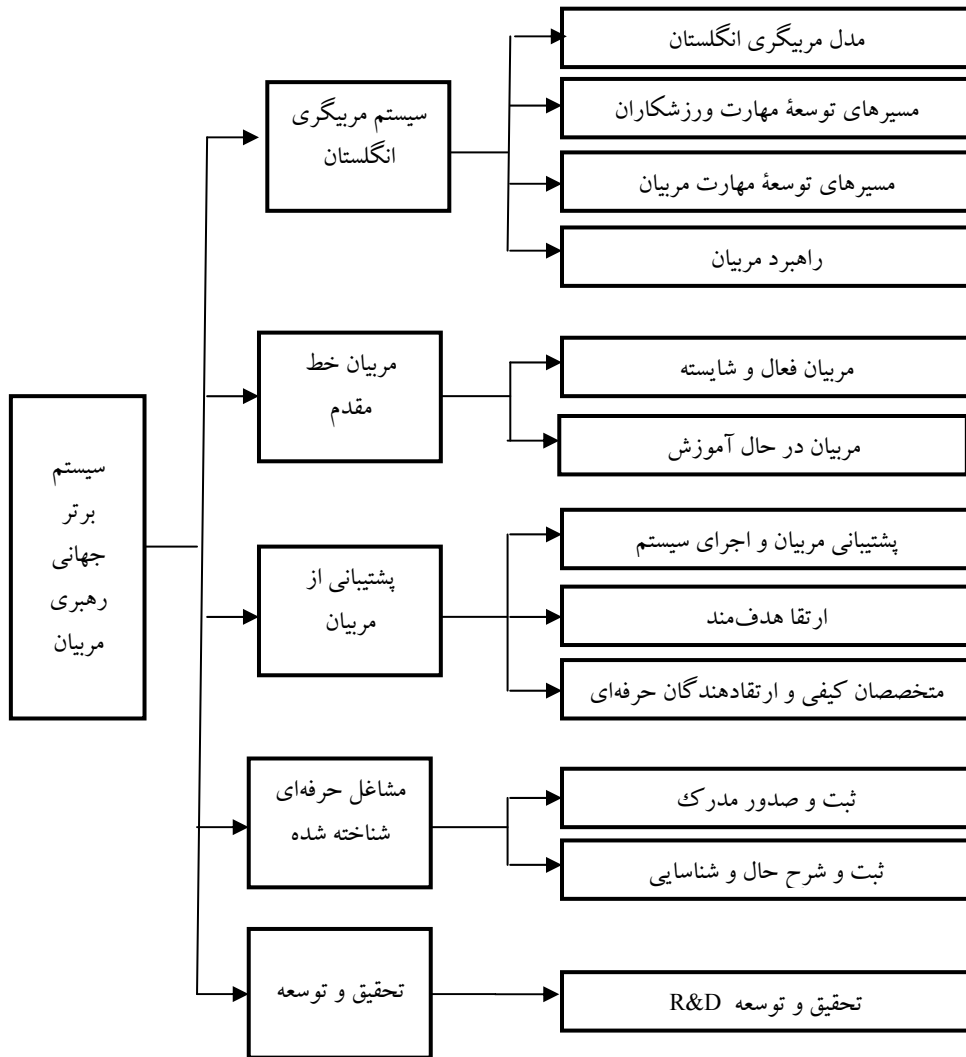 سیستم
برتر
جهانی
رهبری
مربیان
سیستم مربیگری
انگلستان
مدل مربیگری انگلستان
مسیرهای توسعهٔ مهارت ورزشکاران
مسیرهای توسعهٔ مهارت مربیان
راهبرد مربیان
مربیان خط
مقدم
مربیان فعال و شایسته
مربیان در حال آموزش
پشتیبانی از
مربیان
پشتیبانی مربیان و اجرای سیستم
ارتقا هدف‌مند
متخصصان کیفی و ارتقادهندگان حرفه‌ای
مشاغل حرفه‌ای
شناخته شده
ثبت و صدور مدرک
ثبت و شرح حال و شناسایی
تحقیق و توسعه
تحقیق و توسعه R&D